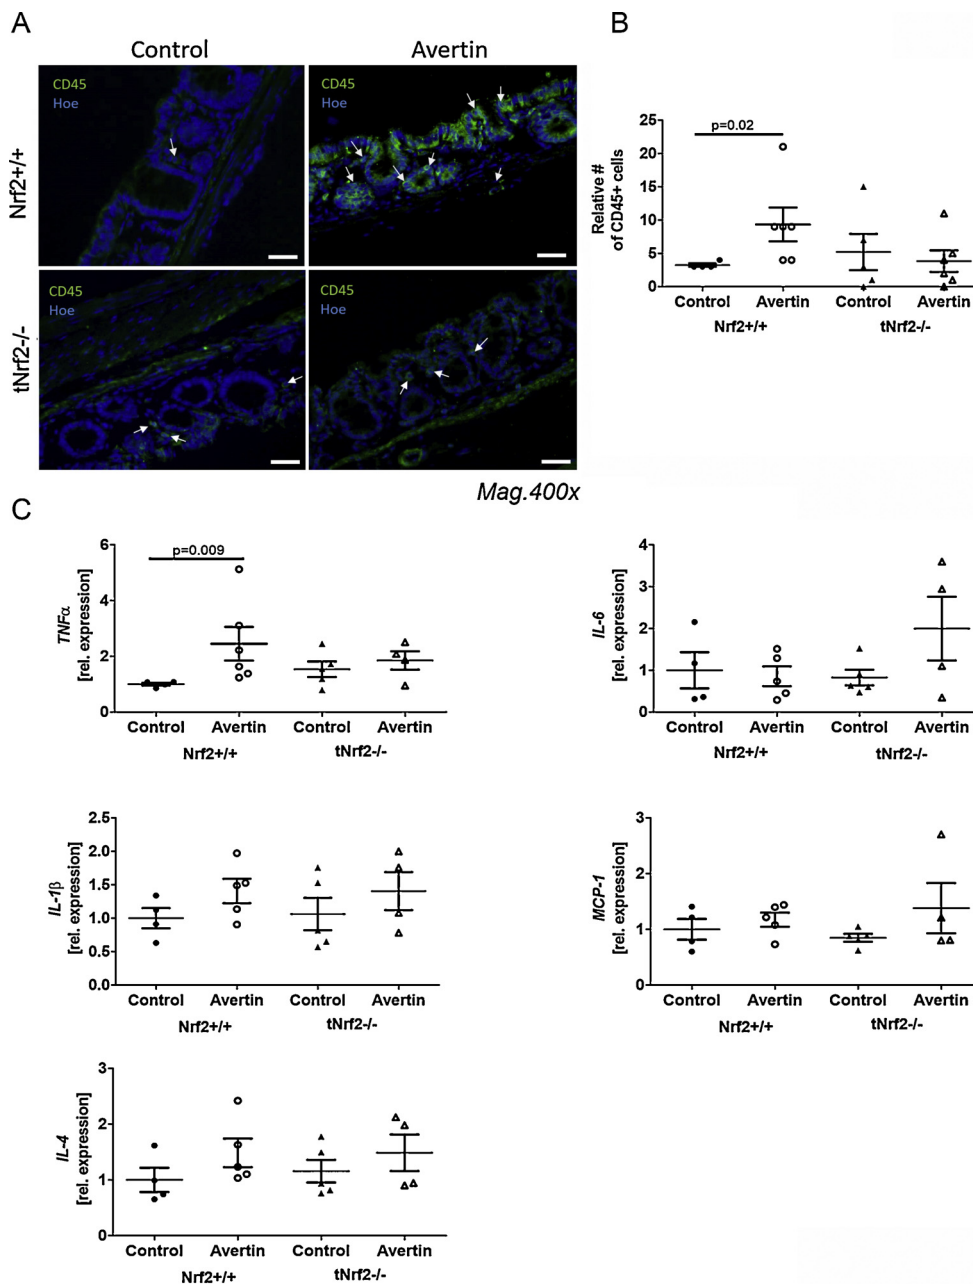 A
Control
Avertin
Nrf2+/+
CD45
Hoe
CD45
Hoe
tNrf2-/-
CD45
Hoe
CD45
Hoe
Mag.400x
B
Relative #
of CD45+ cells
25
20
15
10
5
0
p=0.02
Control
Avertin
Control
Avertin
Nrf2+/+
tNrf2-/-
C
TNFα
[rel. expression]
6
4
2
0
p=0.009
Control
Avertin
Control
Avertin
Nrf2+/+
tNrf2-/-
IL-6
[rel. expression]
4
3
2
1
0
Control
Avertin
Control
Avertin
Nrf2+/+
tNrf2-/-
IL-1β
[rel. expression]
2.5
2.0
1.5
1.0
0.5
0.0
Control
Avertin
Control
Avertin
Nrf2+/+
tNrf2-/-
MCP-1
[rel. expression]
3
2
1
0
Control
Avertin
Control
Avertin
Nrf2+/+
tNrf2-/-
IL-4
[rel. expression]
3
2
1
0
Control
Avertin
Control
Avertin
Nrf2+/+
tNrf2-/-